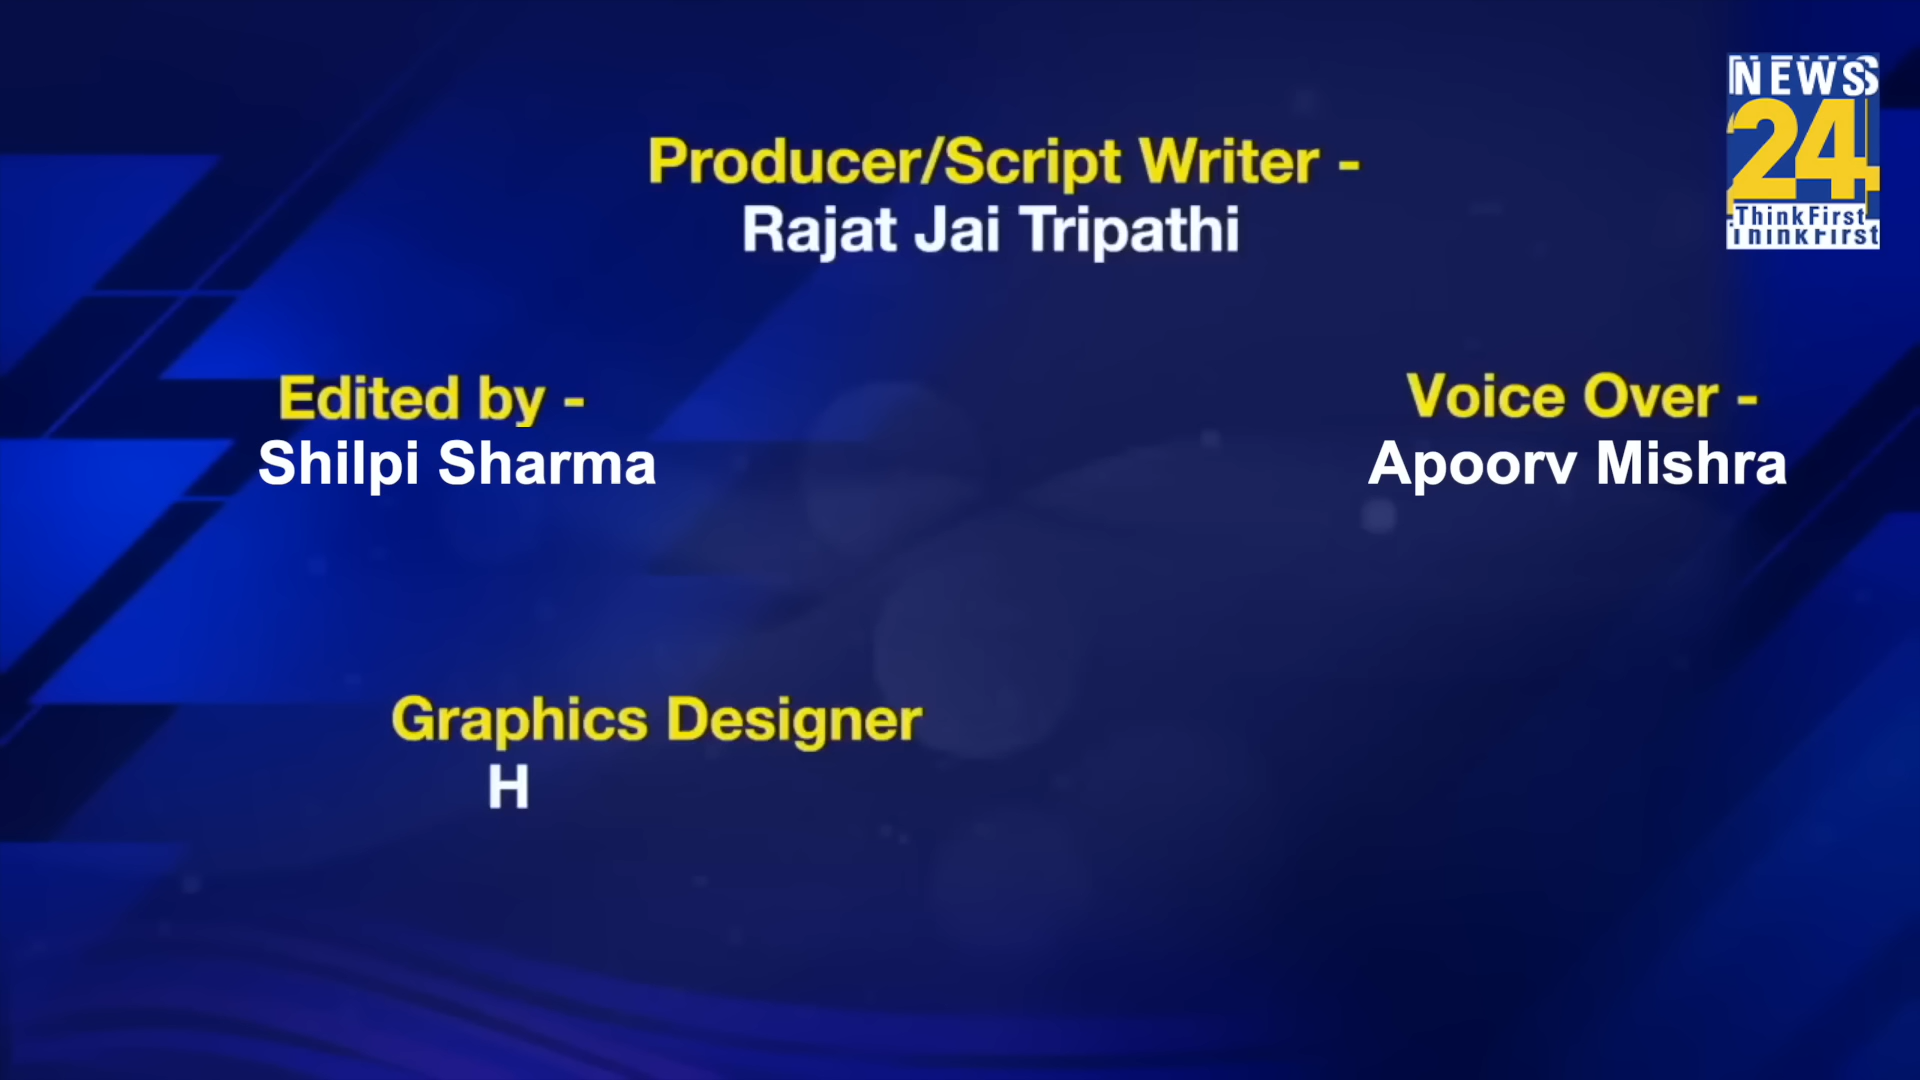 NEWS
24
ThinkFirst
ThinkFirst
Producer/Script Writer -
Rajat Jai Tripathi
Edited by -
Shilpi Sharma
Voice Over -
Apoorv Mishra
Graphics Designer
H